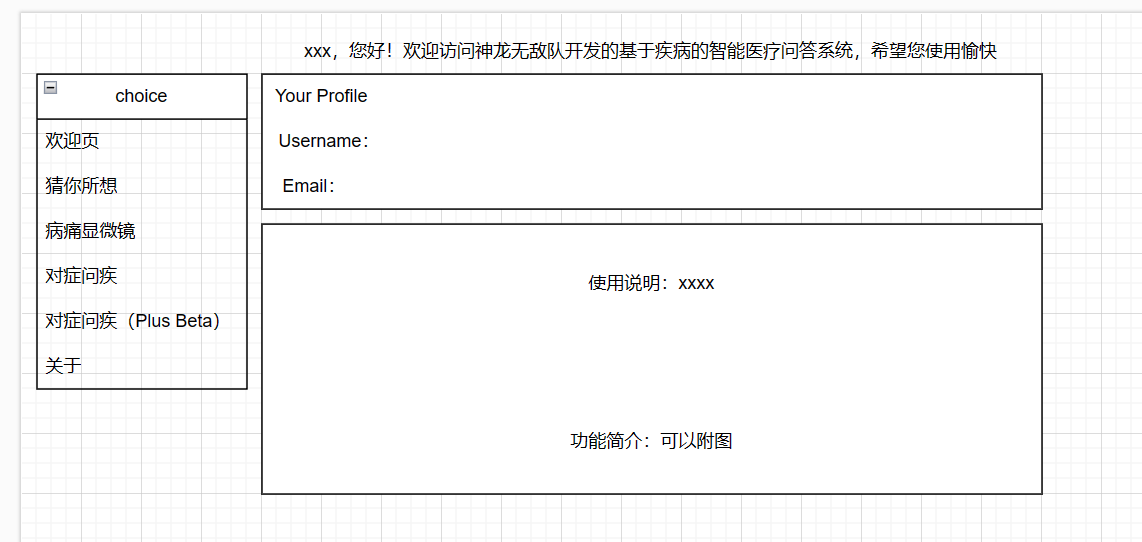 xxx，您好！欢迎访问神龙无敌队开发的基于疾病的智能医疗问答系统，希望您使用愉快
choice
欢迎页
猜你所想
病痛显微镜
对症问疾
对症问疾（Plus Beta）
关于
Your Profile
Username：
Email：
使用说明：xxxx
功能简介：可以附图